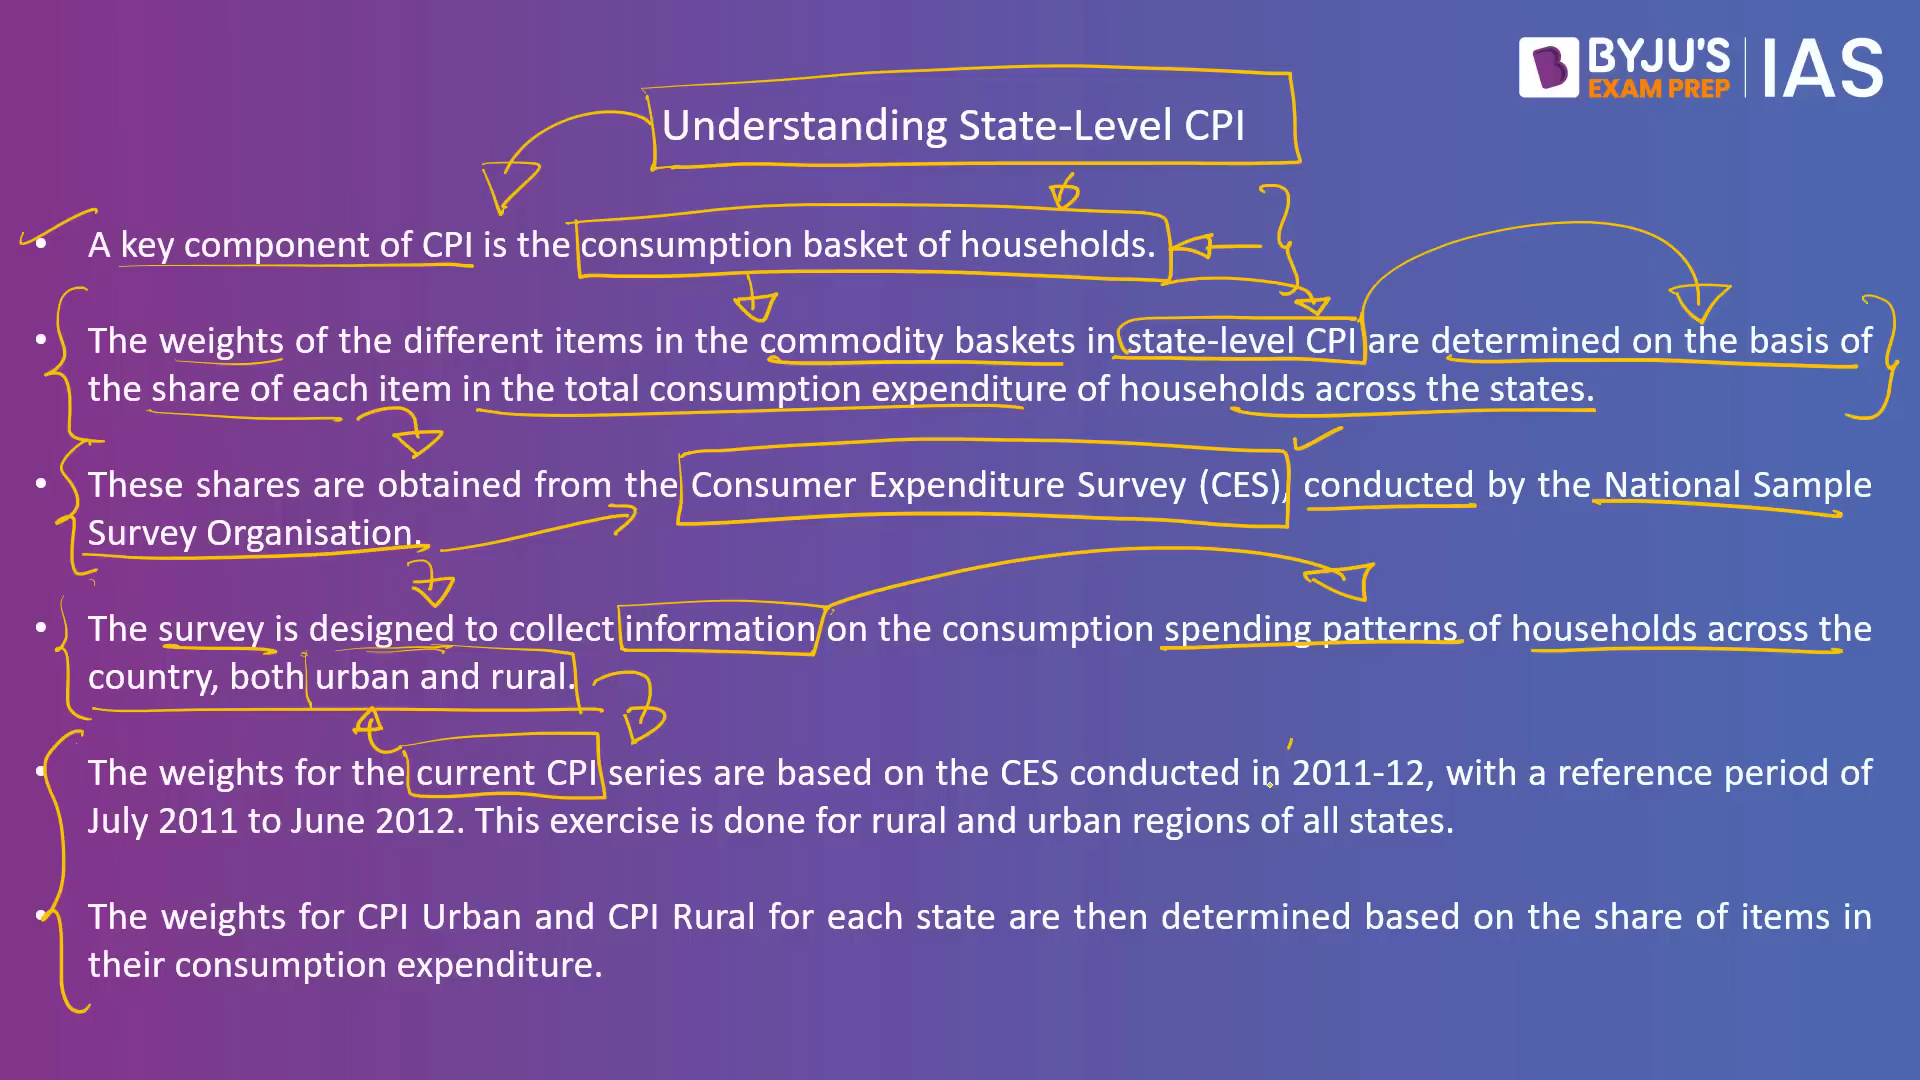 BYJU'S
EXAM PREP
IAS
Understanding State-Level CPI
• A key component of CPI is the consumption basket of households.
• The weights of the different items in the commodity baskets in state-level CPI are determined on the basis of
the share of each item in the total consumption expenditure of households across the states.
• These shares are obtained from the Consumer Expenditure Survey (CES), conducted by the National Sample
Survey Organisation.
• The survey is designed to collect information on the consumption spending patterns of households across the
country, both urban and rural.
• The weights for the current CPI series are based on the CES conducted in 2011-12, with a reference period of
July 2011 to June 2012. This exercise is done for rural and urban regions of all states.
• The weights for CPI Urban and CPI Rural for each state are then determined based on the share of items in
their consumption expenditure.